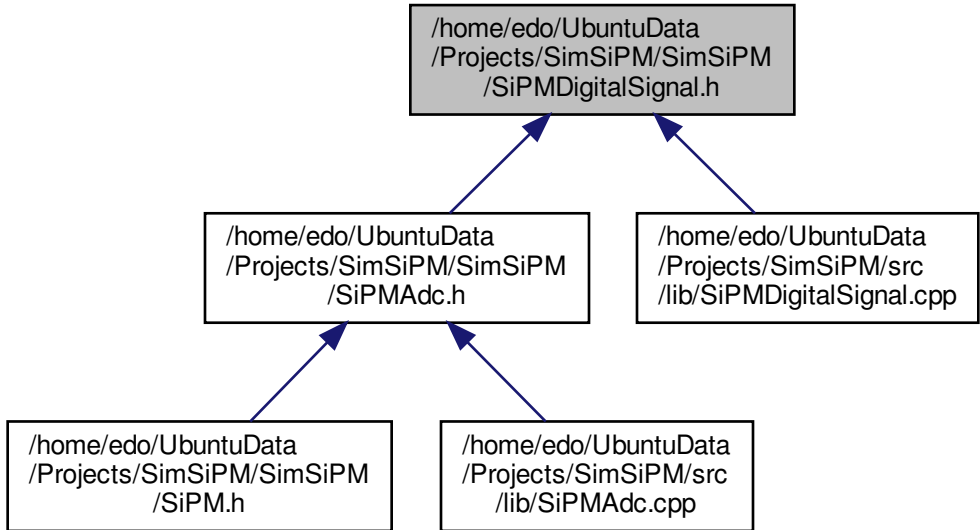 /home/edo/UbuntuData
/Projects/SimSiPM/SimSiPM
/SiPMDigitalSignal.h
/home/edo/UbuntuData
/Projects/SimSiPM/SimSiPM
/SiPMAdc.h
/home/edo/UbuntuData
/Projects/SimSiPM/src
/lib/SiPMDigitalSignal.cpp
/home/edo/UbuntuData
/Projects/SimSiPM/SimSiPM
/SiPM.h
/home/edo/UbuntuData
/Projects/SimSiPM/src
/lib/SiPMAdc.cpp